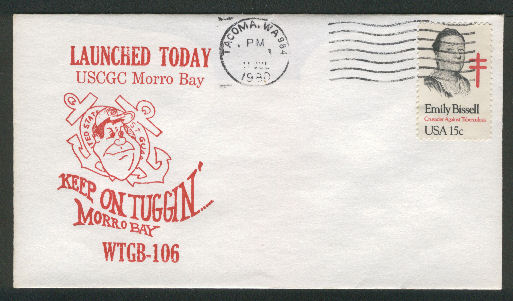 LAUNCHED TODAY
USCGC Morro Bay
KEEP ON TUGGIN'
MORRO BAY
WTGB-106
TACOMA, WA 984
PM
1980
Emily Bissell
Crusader Against Tuberculosis
USA 15c